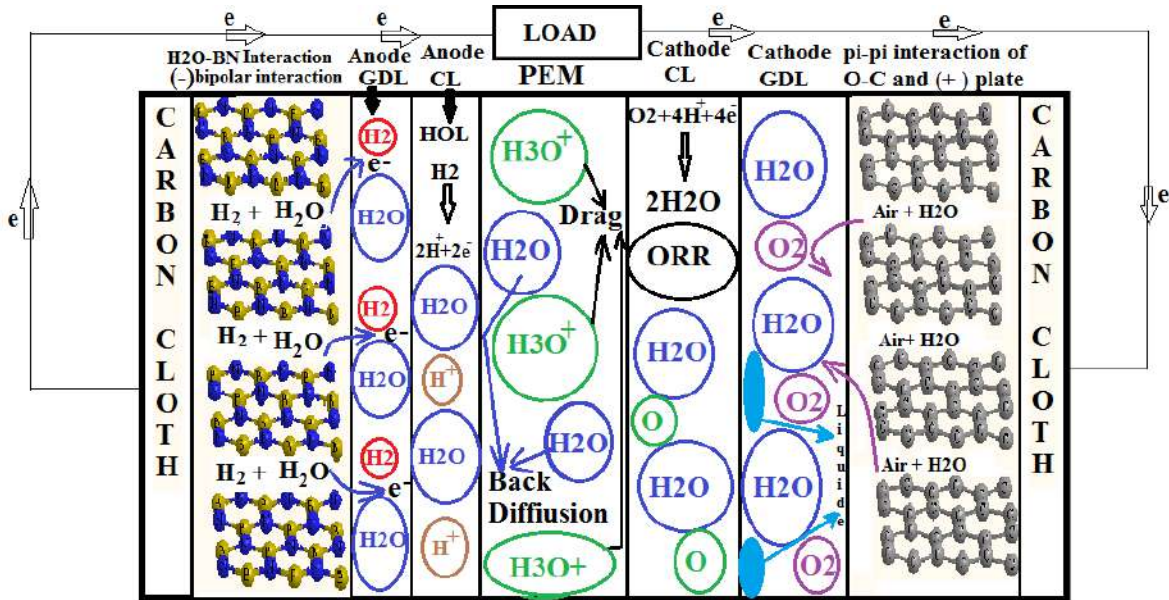 e
e
LOAD
e
e
H2O-BN Interaction
(-)bipolar interaction
Anode
GDL
Anode
CL
PEM
Cathode
CL
Cathode
GDL
pi-pi interaction of
O-C and (+) plate
e
e
CARBON CLOTH
H2 + H2O
H2 + H2O
H2 + H2O
H2
e-
H2O
H2
e-
H2O
H2
e-
H2O
HOL
H2
2H+ + 2e-
H2O
H+
H2O
H+
H3O+
Drag
H2O
H3O+
H2O
Back
Diffiusion
H3O+
O2+4H+ +4e-
2H2O
ORR
H2O
O
H2O
O
H2O
O2
H2O
O2
Liquide
H2O
O2
Air + H2O
Air+ H2O
Air + H2O
CARBON CLOTH